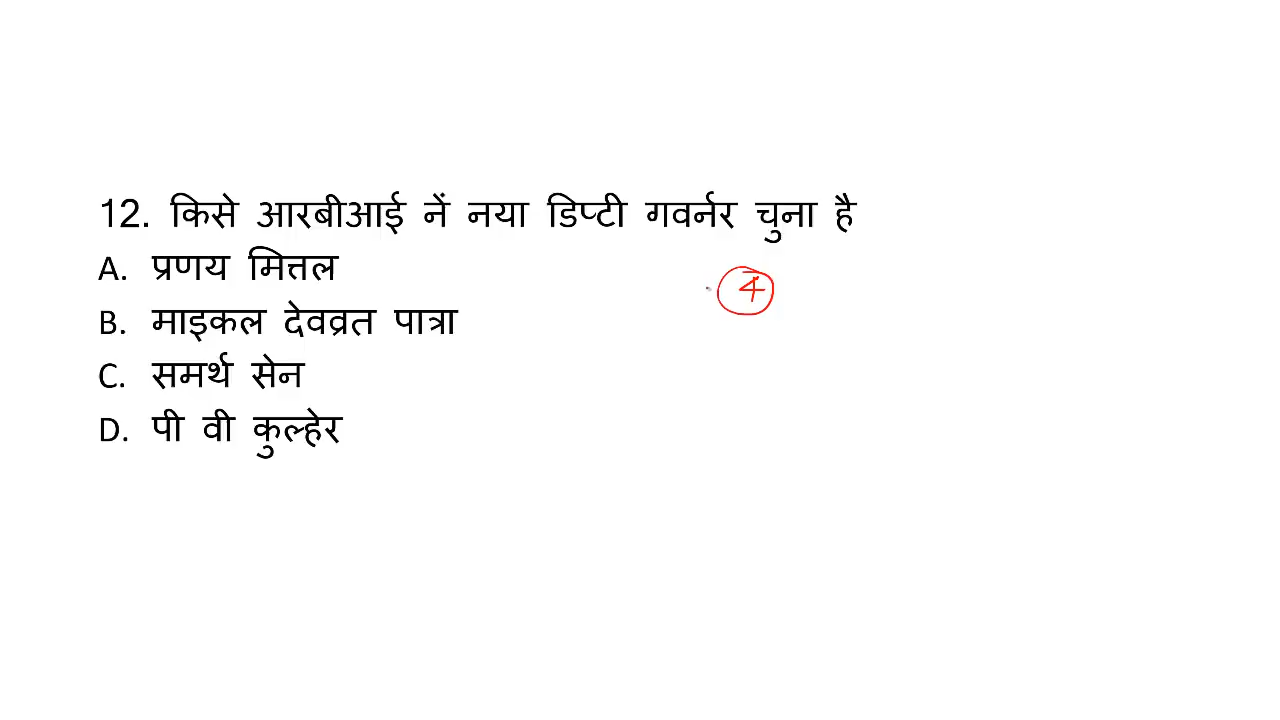 12. किसे आरबीआई नें नया डिप्टी गवर्नर चुना है
A. प्रणय मित्तल
4
B. माइकल देवव्रत पात्रा
C. समर्थ सेन
D. पी वी कुल्हेर